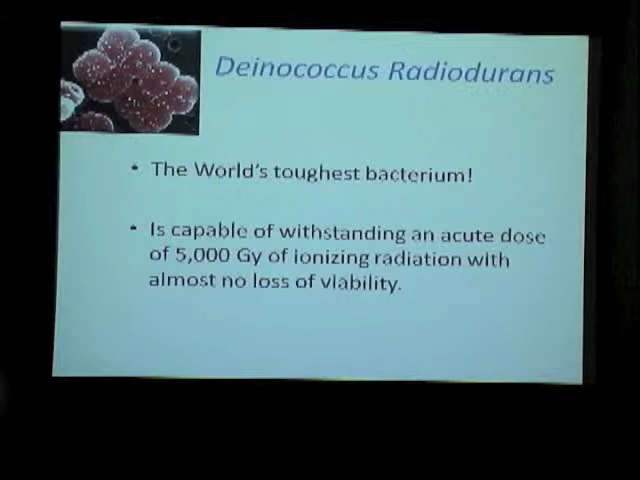 Deinococcus Radiodurans
• The World's toughest bacterium!
• Is capable of withstanding an acute dose
of 5,000 Gy of ionizing radiation with
almost no loss of viability.